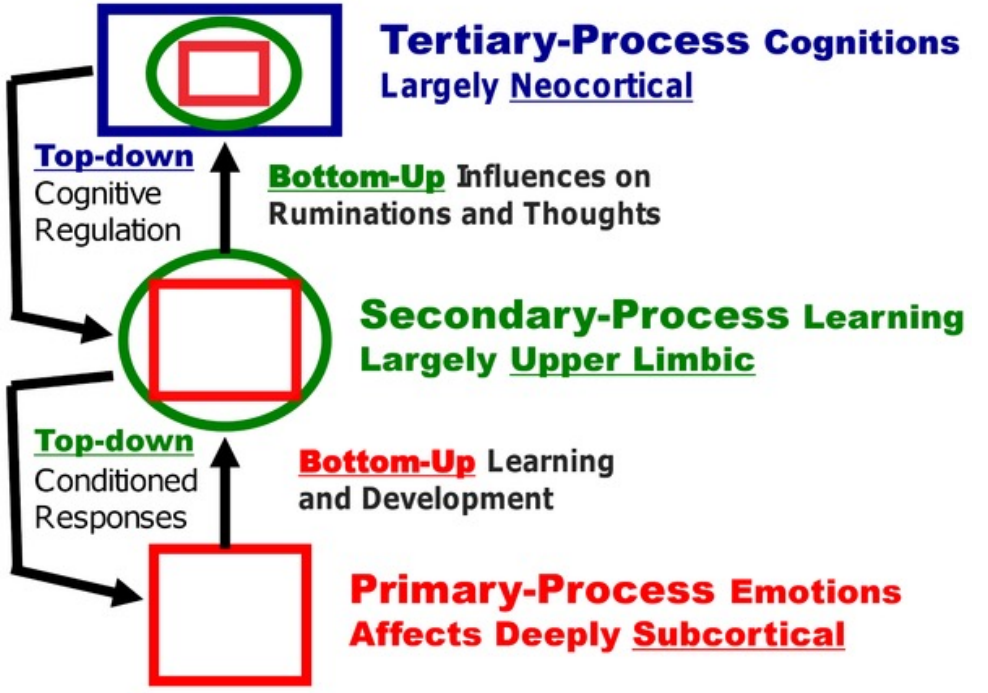 Tertiary-Process Cognitions
Largely Neocortical
Top-down
Cognitive
Regulation
Bottom-Up Influences on
Ruminations and Thoughts
Secondary-Process Learning
Largely Upper Limbic
Top-down
Conditioned
Responses
Bottom-Up Learning
and Development
Primary-Process Emotions
Affects Deeply Subcortical